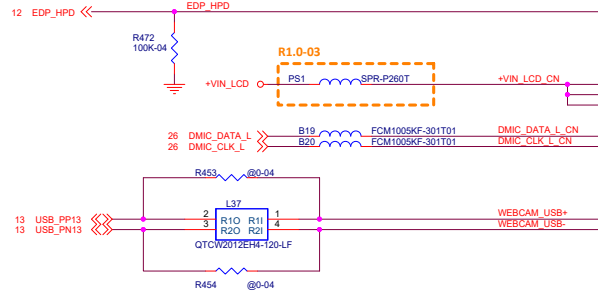 12 EDP_HPD EDP_HPD
R472
100K-04
R1.0-03
+VIN_LCD PS1 SPR-P260T +VIN_LCD_CN
26 DMIC_DATA_L B19 FCM1005KF-301T01 DMIC_DATA_L_CN
26 DMIC_CLK_L B20 FCM1005KF-301T01 DMIC_CLK_L_CN
R453 @0-04
L37
13 USB_PP13 2 R1O R1I 1 WEBCAM_USB+
13 USB_PN13 3 R2O R2I 4 WEBCAM_USB-
QTCW2012EH4-120-LF
R454 @0-04